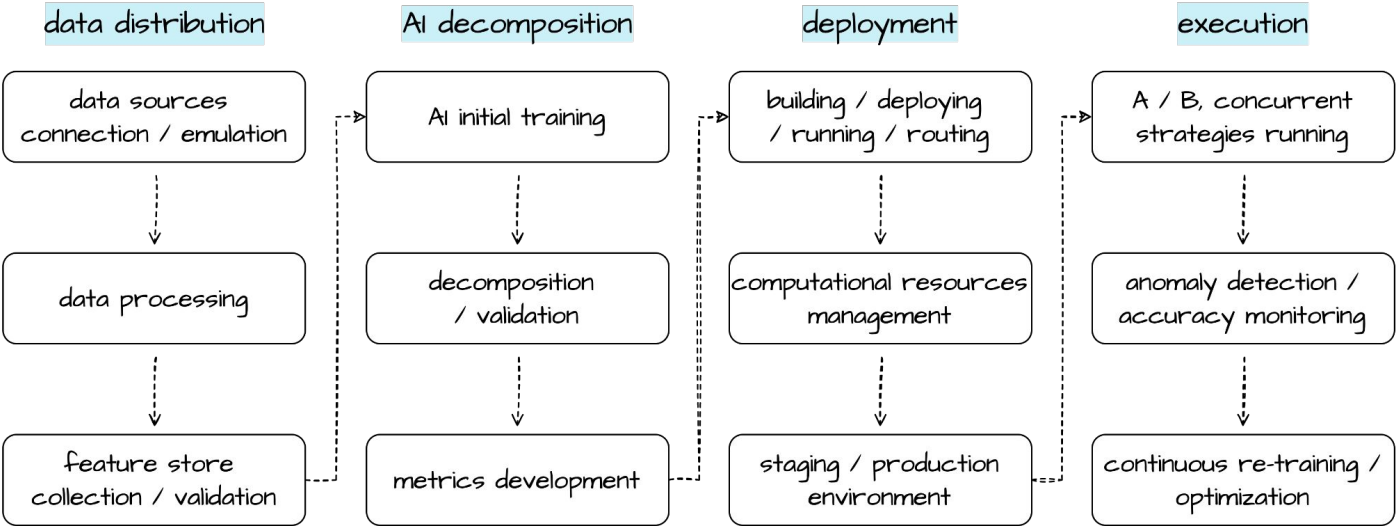 data distribution
data sources
connection / emulation
data processing
feature store
collection / validation
AI decomposition
AI initial training
decomposition
/ validation
metrics development
deployment
building / deploying
/ running / routing
computational resources
management
staging / production
environment
execution
A / B, concurrent
strategies running
anomaly detection /
accuracy monitoring
continuous re-training /
optimization